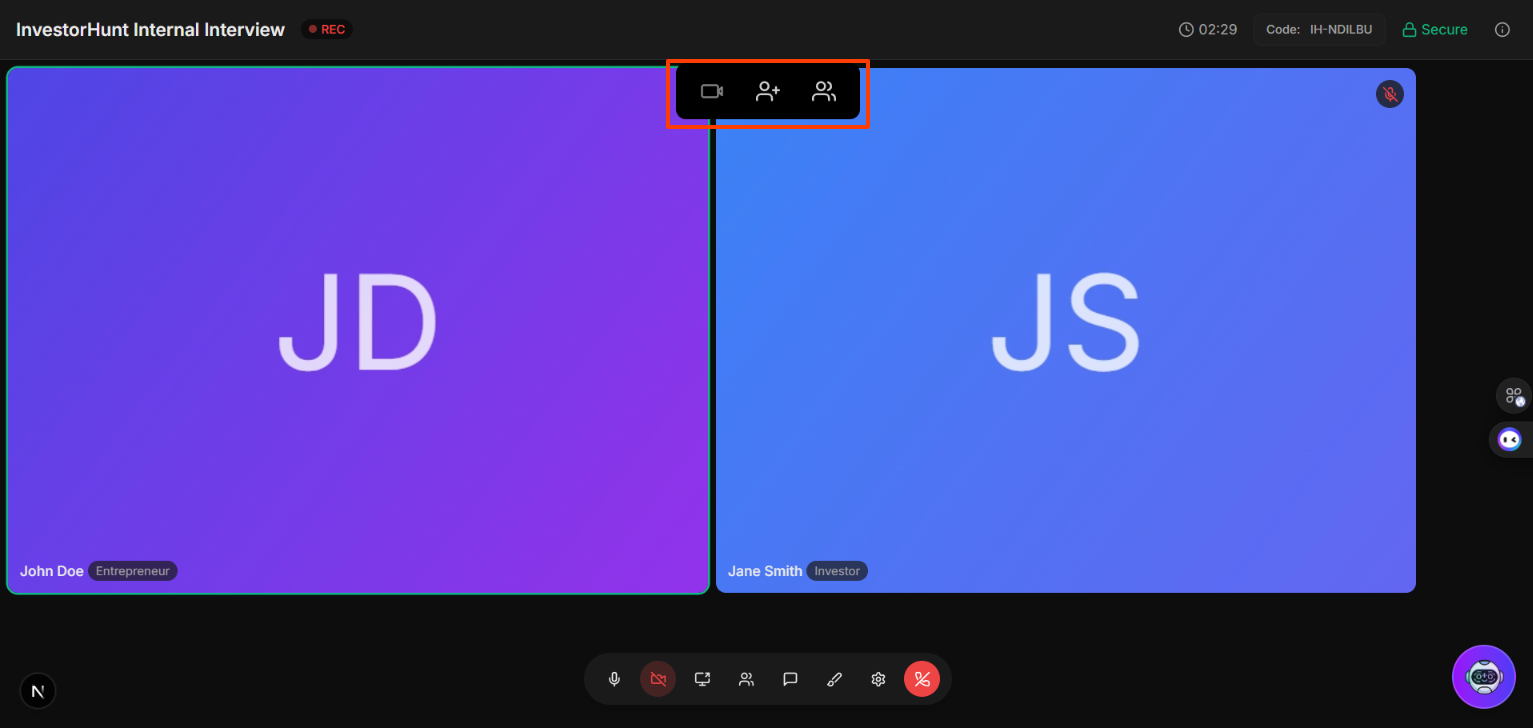 InvestorHunt Internal Interview
REC
02:29
Code: IH-NDILBU
Secure
JD
JS
John Doe Entrepreneur
Jane Smith Investor
N